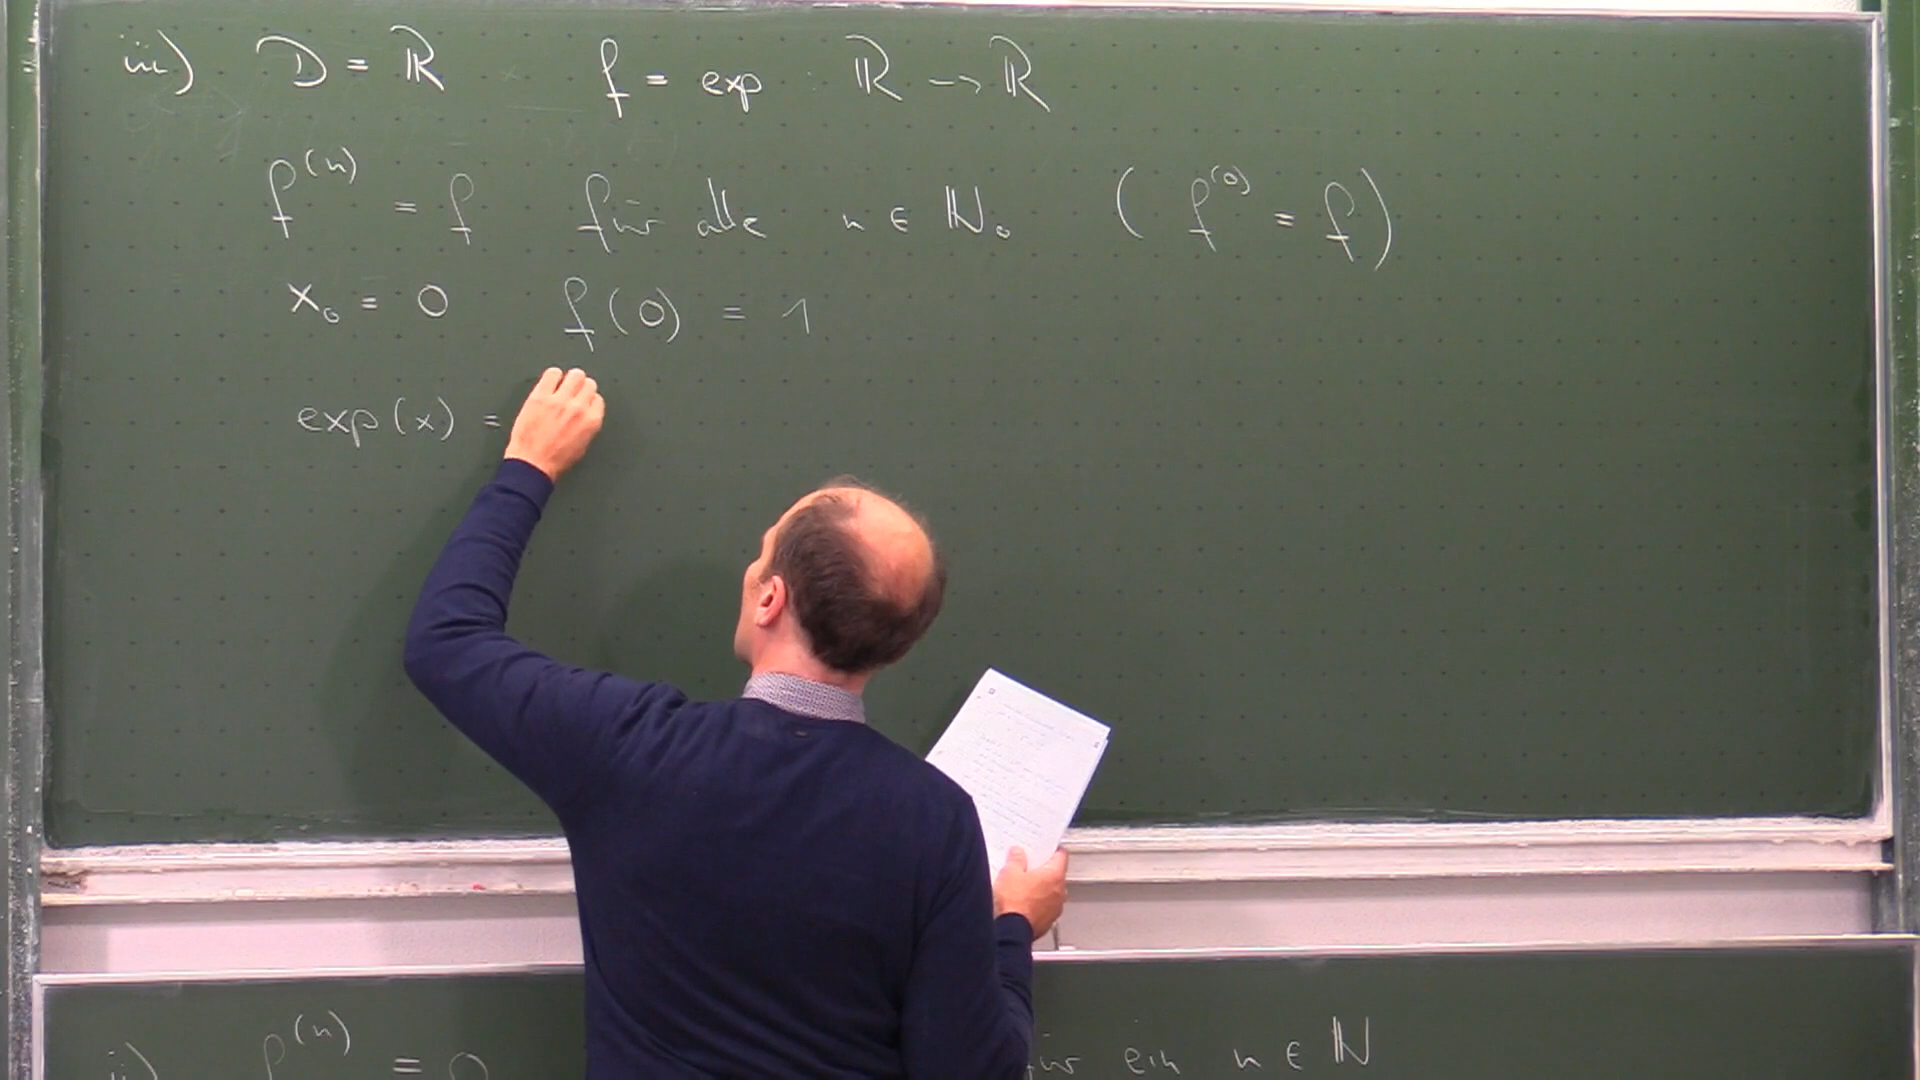 iii) D = ℝ f = exp : ℝ → ℝ
f⁽ⁿ⁾ = f für alle n ∈ ℕ₀ ( f⁽⁰⁾ = f )
x₀ = 0 f(0) = 1
exp(x) =
ii) f⁽ⁿ⁾ = 0 für ein n ∈ ℕ